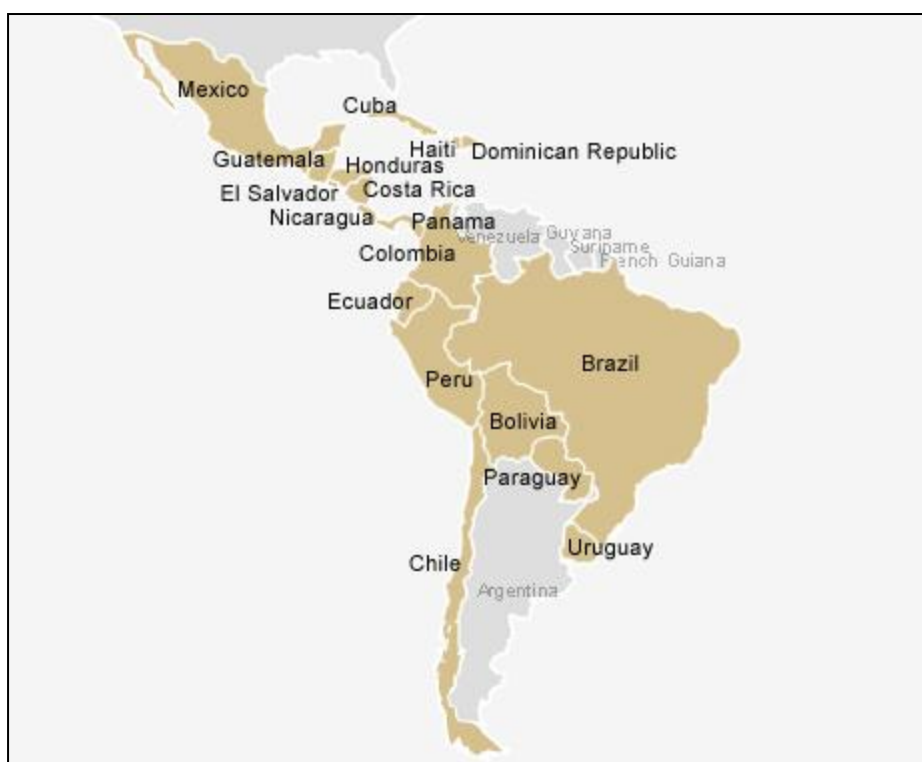 Mexico
Cuba
Haiti
Dominican Republic
Guatemala
Honduras
El Salvador
Costa Rica
Nicaragua
Panama
Venezuela
Guyana
Suriname
French Guiana
Colombia
Ecuador
Brazil
Peru
Bolivia
Paraguay
Uruguay
Chile
Argentina